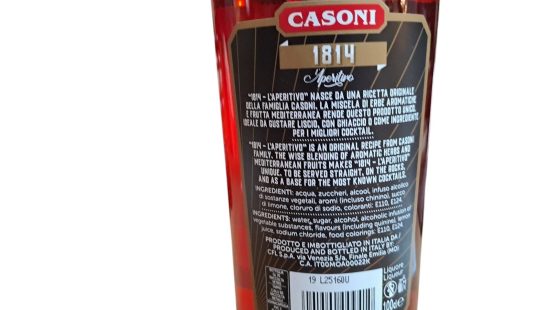 CASONI
1814
Aperitivo
"1814 - L'APERITIVO" NASCE DA UNA RICETTA ORIGINALE
DELLA FAMIGLIA CASONI. LA MISCELA DI ERBE AROMATICHE
E FRUTTA MEDITERRANEA RENDE QUESTO PRODOTTO UNICO.
IDEALE DA GUSTARE LISCIO, CON GHIACCIO O COME INGREDIENTE
PER I MIGLIORI COCKTAIL.
"1814 - L'APERITIVO" IS AN ORIGINAL RECIPE FROM CASONI
FAMILY. THE WISE BLENDING OF AROMATIC HERBS AND
MEDITERRANEAN FRUITS MAKES "1814 - L'APERITIVO"
UNIQUE. TO BE SERVED STRAIGHT, ON THE ROCKS,
AND AS A BASE FOR THE MOST KNOWN COCKTAILS.
INGREDIENTI: acqua, zuccheri, alcool, infuso alcolico
di sostanze vegetali, aromi (incluso chinino), succo
di limone, cloruro di sodio, coloranti: E110, E124.
INGREDIENTS: water, sugar, alcohol, alcoholic infusion of
vegetable substances, flavours (including quinine), lemon
juice, sodium chloride, food colorings: E110, E124.
PRODOTTO E IMBOTTIGLIATO IN ITALIA DA /
PRODUCED AND BOTTLED IN ITALY BY:
CFL S.p.A. via Venezia 5/a, Finale Emilia (MO)
C.A. IT00MOA00022K
19 L25160U
Liquore
Liqueur
100cl e